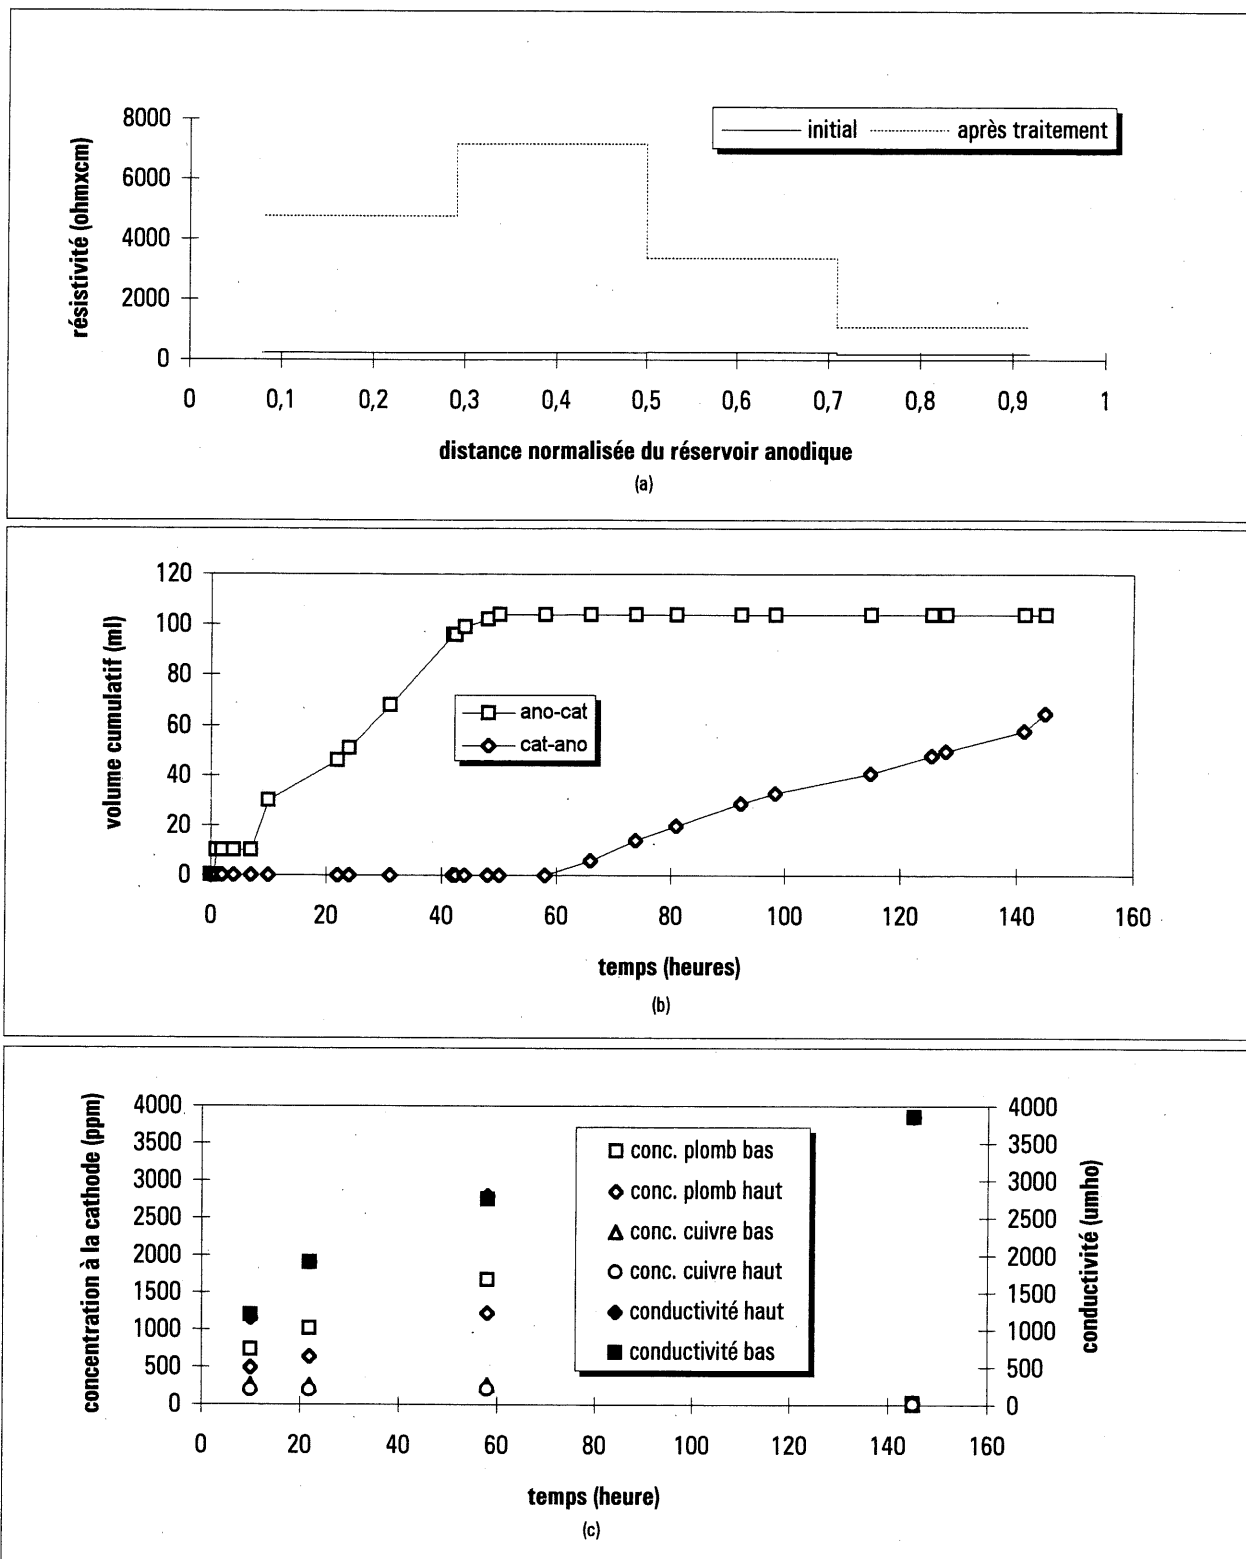 8000
6000
4000
2000
0
résistivité (ohmxcm)
initial
après traitement
0 0,1 0,2 0,3 0,4 0,5 0,6 0,7 0,8 0,9 1
distance normalisée du réservoir anodique
(a)
120
100
80
60
40
20
0
volume cumulatif (ml)
ano-cat
cat-ano
0 20 40 60 80 100 120 140 160
temps (heures)
(b)
4000
3500
3000
2500
2000
1500
1000
500
0
concentration à la cathode (ppm)
conc. plomb bas
conc. plomb haut
conc. cuivre bas
conc. cuivre haut
conductivité haut
conductivité bas
4000
3500
3000
2500
2000
1500
1000
500
0
conductivité (umho)
0 20 40 60 80 100 120 140 160
temps (heure)
(c)